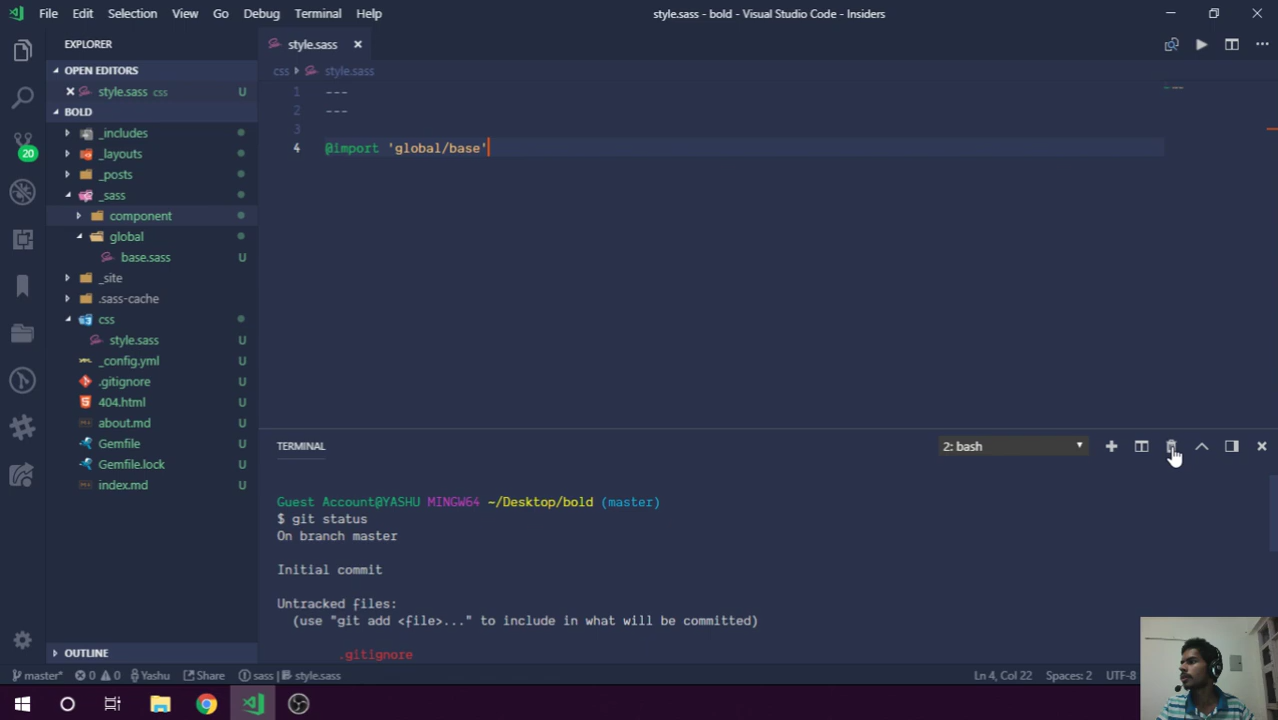 File Edit Selection View Go Debug Terminal Help
style.sass - bold - Visual Studio Code - Insiders
EXPLORER
OPEN EDITORS
style.sass css U
BOLD
_includes
_layouts
_posts
_sass
component
global
base.sass U
_site
.sass-cache
css
style.sass U
_config.yml U
.gitignore U
404.html U
about.md U
Gemfile U
Gemfile.lock U
index.md U
OUTLINE
20
style.sass
css style.sass
1 ---
2 ---
3
4 @import 'global/base'
TERMINAL
2: bash
Guest Account@YASHU MINGW64 ~/Desktop/bold (master)
$ git status
On branch master
Initial commit
Untracked files:
(use "git add <file>..." to include in what will be committed)
.gitignore
master* 0 0 Yashu Share sass | style.sass
Ln 4, Col 22 Spaces: 2 UTF-8